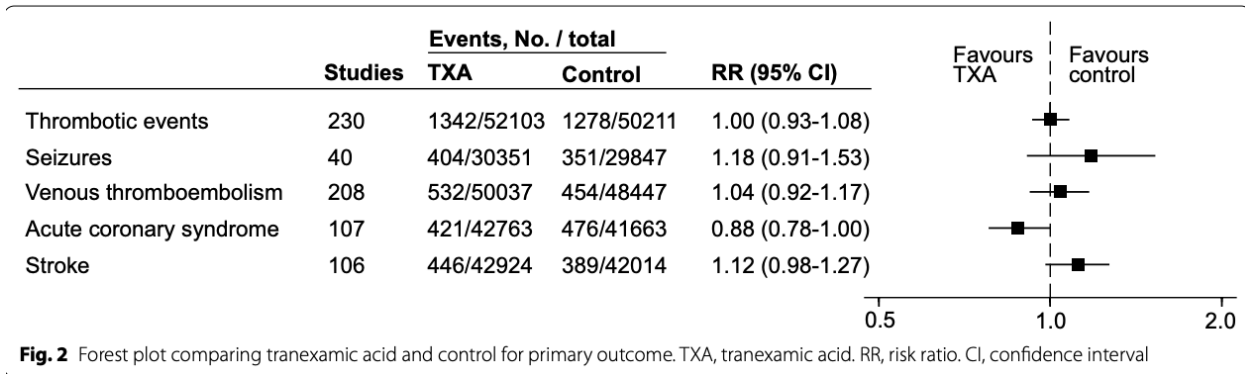 Events, No. / total
Studies TXA Control RR (95% CI)
Favours TXA
Favours control
Thrombotic events 230 1342/52103 1278/50211 1.00 (0.93-1.08)
Seizures 40 404/30351 351/29847 1.18 (0.91-1.53)
Venous thromboembolism 208 532/50037 454/48447 1.04 (0.92-1.17)
Acute coronary syndrome 107 421/42763 476/41663 0.88 (0.78-1.00)
Stroke 106 446/42924 389/42014 1.12 (0.98-1.27)
0.5 1.0 2.0
Fig. 2 Forest plot comparing tranexamic acid and control for primary outcome. TXA, tranexamic acid. RR, risk ratio. CI, confidence interval